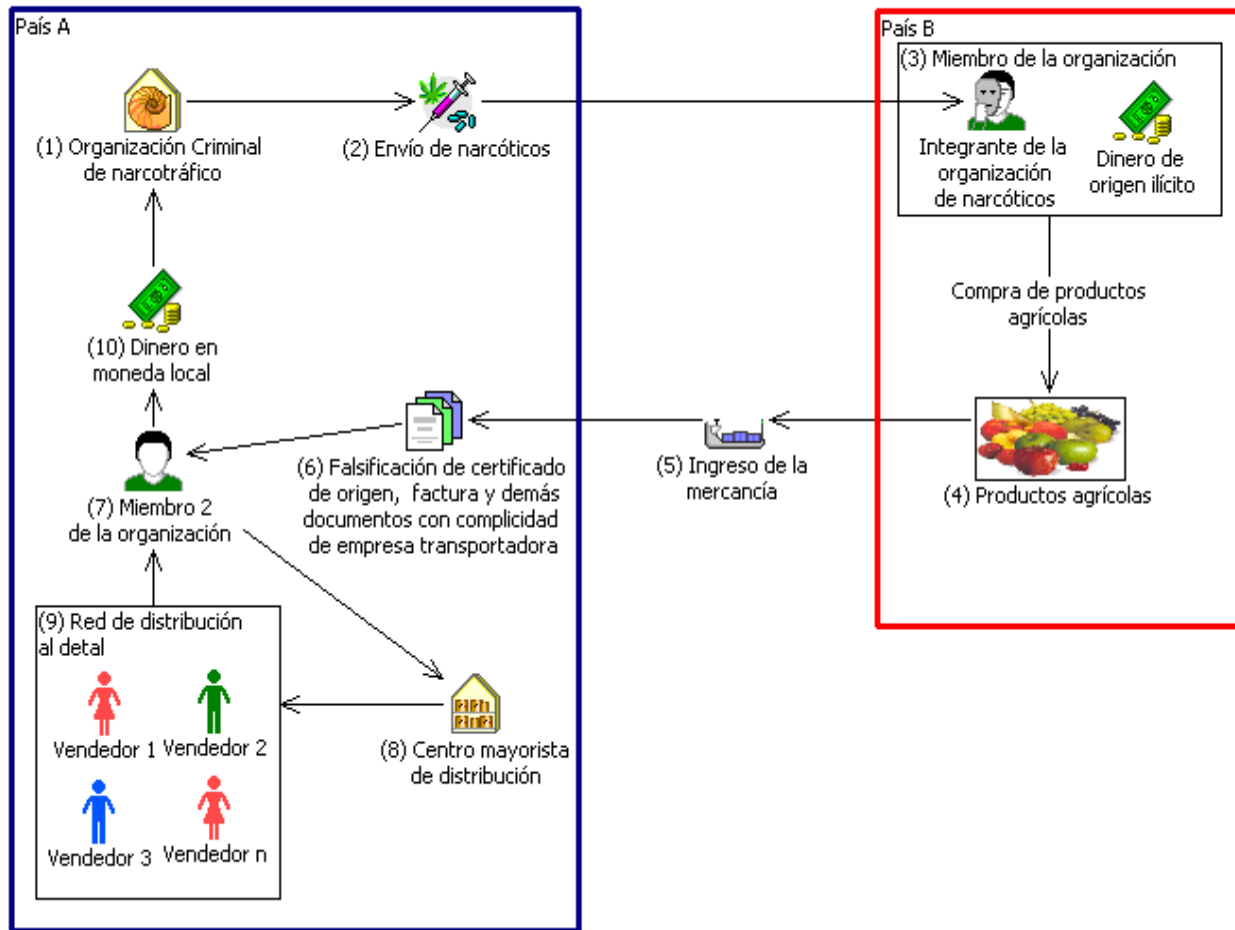 País A
País B
(3) Miembro de la organización
(1) Organización Criminal
de narcotráfico
(2) Envío de narcóticos
Integrante de la
organización
de narcóticos
Dinero de
origen ilícito
Compra de productos
agrícolas
(10) Dinero en
moneda local
(6) Falsificación de certificado
de origen, factura y demás
documentos con complicidad
de empresa transportadora
(5) Ingreso de la
mercancía
(4) Productos agrícolas
(7) Miembro 2
de la organización
(9) Red de distribución
al detal
Vendedor 1
Vendedor 2
Vendedor 3
Vendedor n
(8) Centro mayorista
de distribución